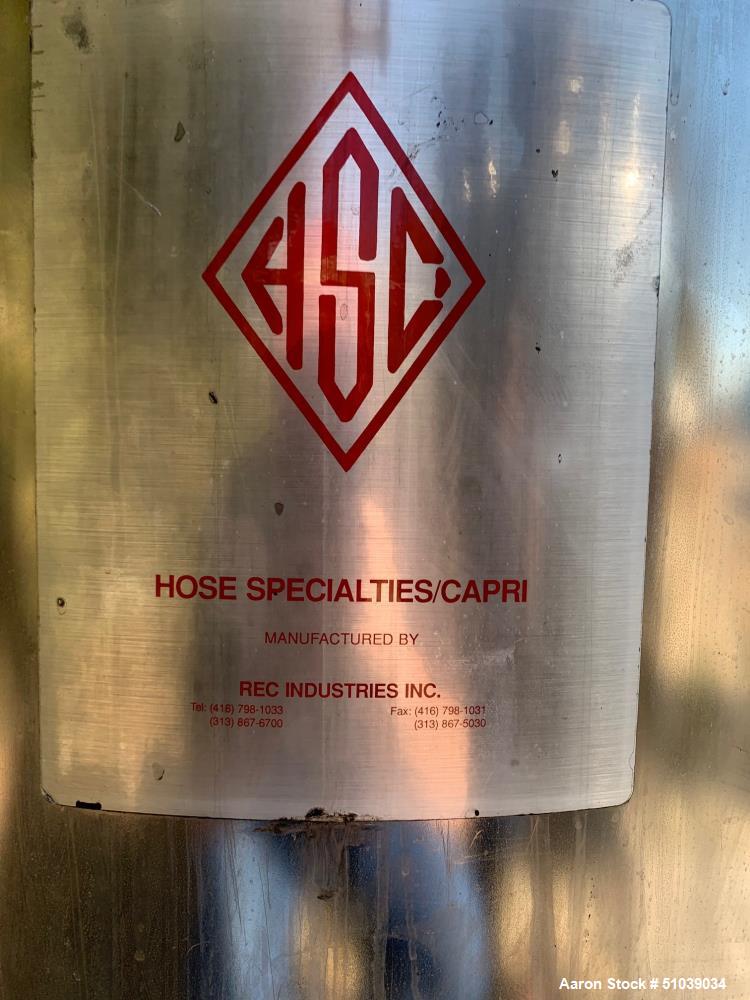 HSC
HOSE SPECIALTIES/CAPRI
MANUFACTURED BY
REC INDUSTRIES INC.
Tel: (416) 798-1033 Fax: (416) 798-1031
(313) 867-6700 (313) 867-5030
Aaron Stock # 51039034